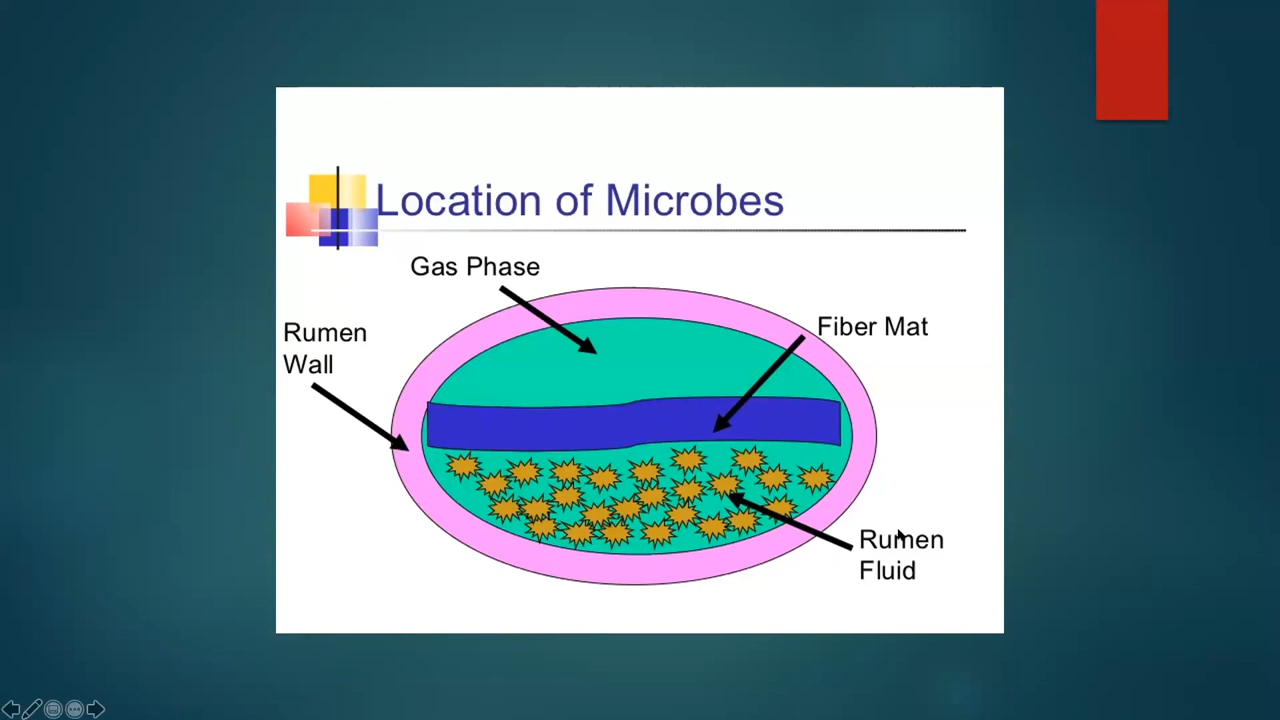 Location of Microbes
Gas Phase
Fiber Mat
Rumen
Wall
Rumen
Fluid